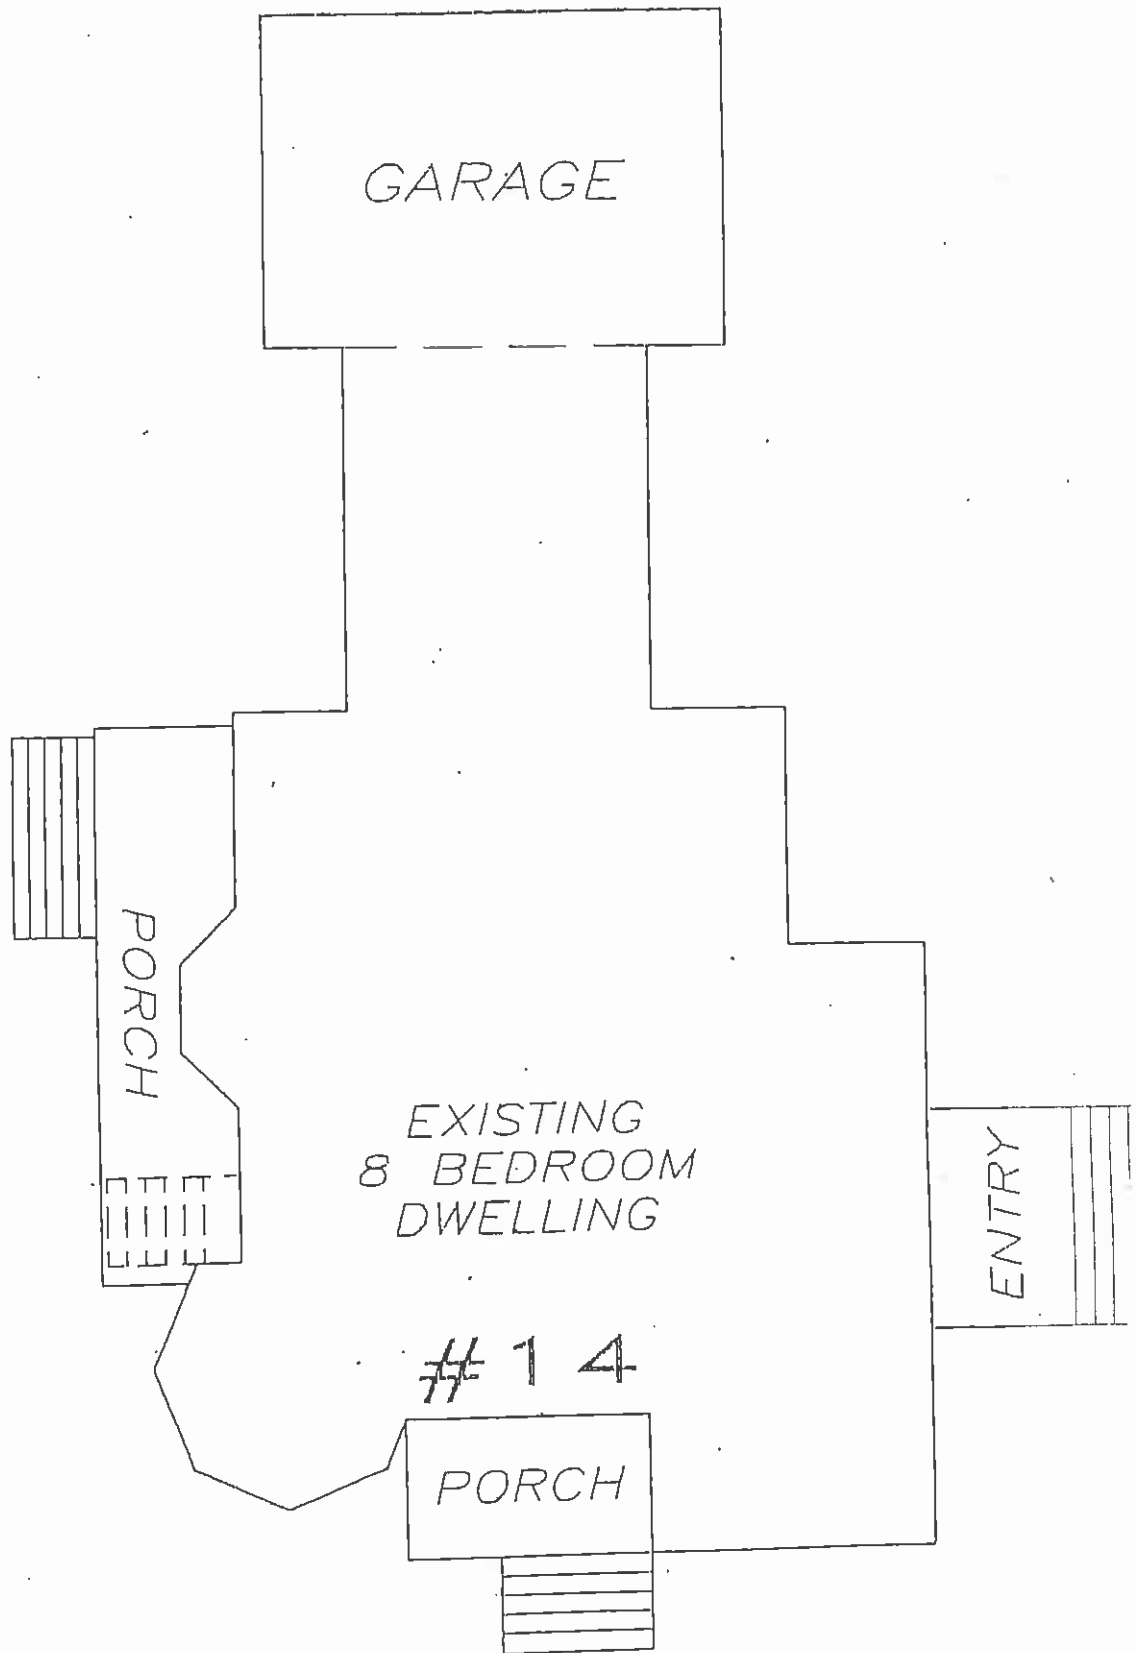 GARAGE
PORCH
EXISTING
8 BEDROOM
DWELLING
ENTRY
#14
PORCH